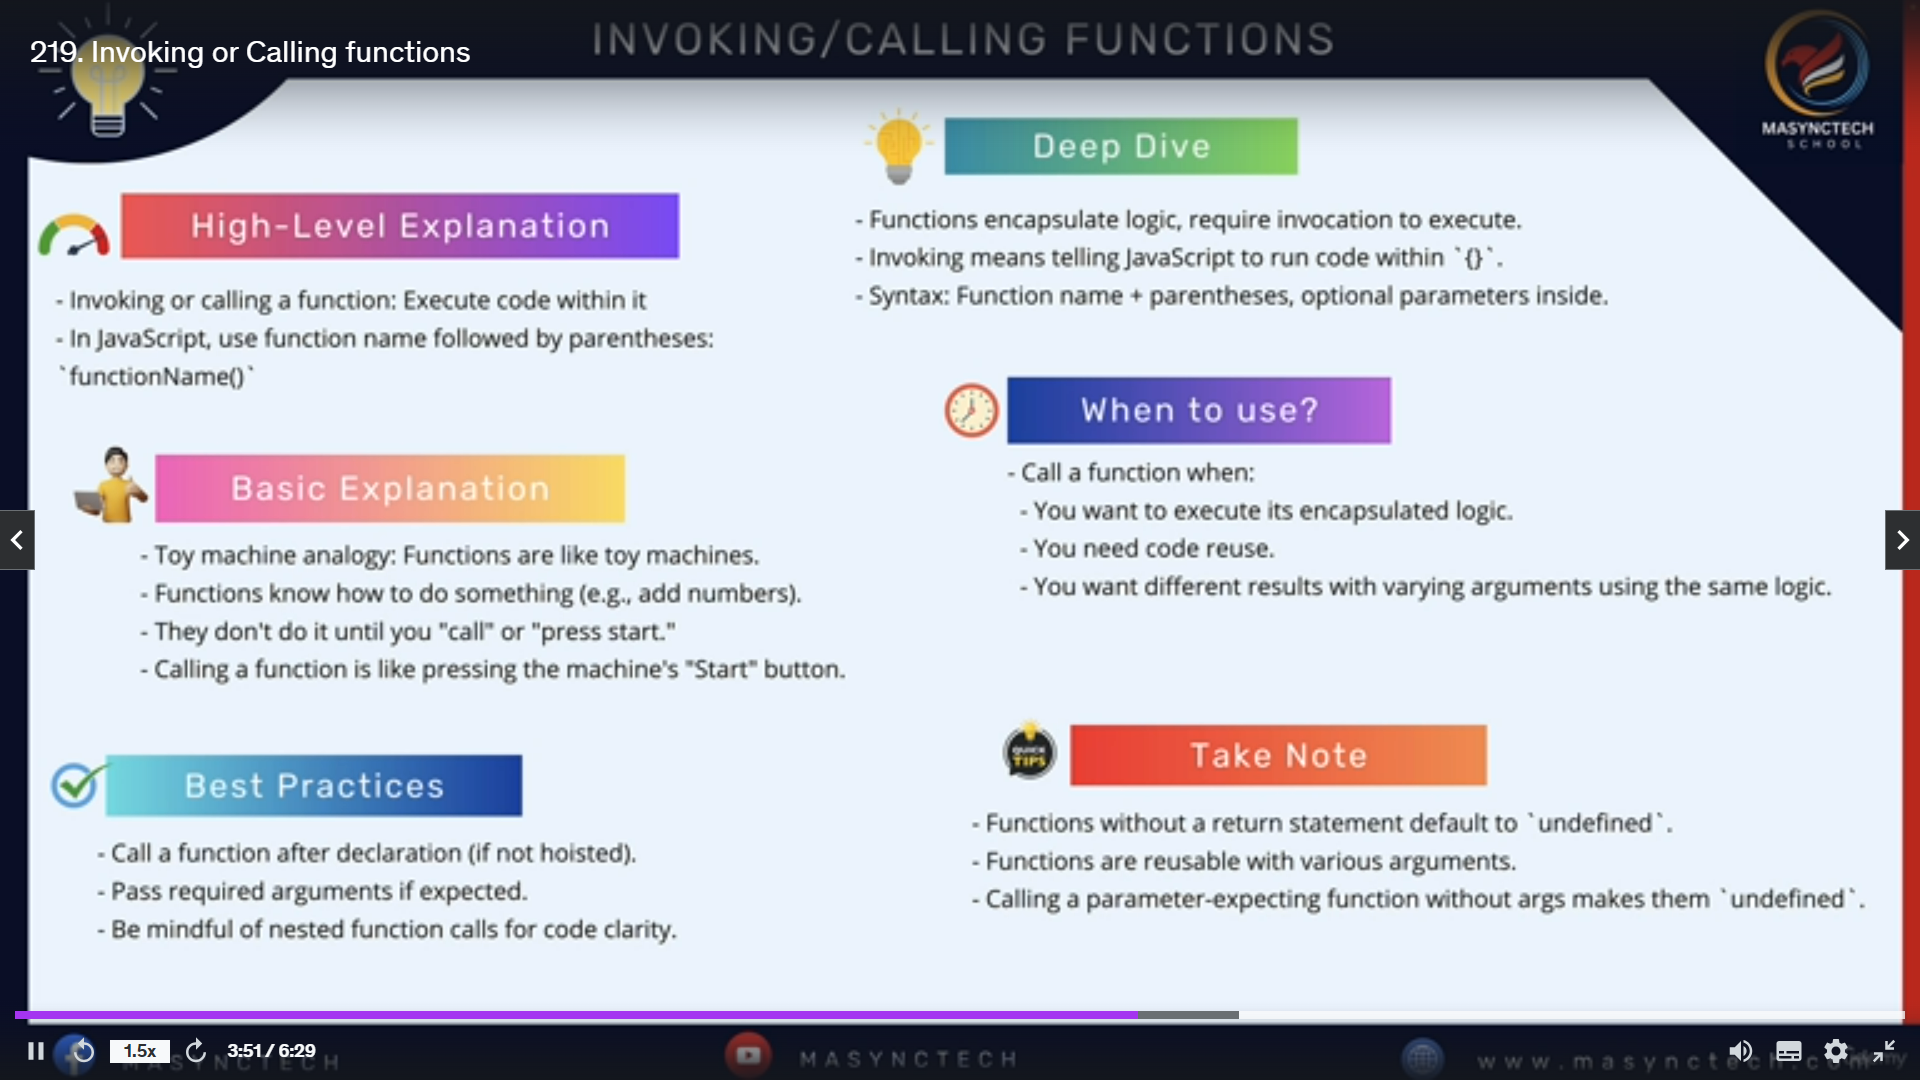 INVOKING/CALLING FUNCTIONS
219. Invoking or Calling functions
MASYNCTECH
SCHOOL
High-Level Explanation
- Invoking or calling a function: Execute code within it
- In JavaScript, use function name followed by parentheses:
`functionName()`
Basic Explanation
- Toy machine analogy: Functions are like toy machines.
- Functions know how to do something (e.g., add numbers).
- They don't do it until you "call" or "press start."
- Calling a function is like pressing the machine's "Start" button.
Best Practices
- Call a function after declaration (if not hoisted).
- Pass required arguments if expected.
- Be mindful of nested function calls for code clarity.
Deep Dive
- Functions encapsulate logic, require invocation to execute.
- Invoking means telling JavaScript to run code within `{}`.
- Syntax: Function name + parentheses, optional parameters inside.
When to use?
- Call a function when:
- You want to execute its encapsulated logic.
- You need code reuse.
- You want different results with varying arguments using the same logic.
QUICK
TIPS
Take Note
- Functions without a return statement default to `undefined`.
- Functions are reusable with various arguments.
- Calling a parameter-expecting function without args makes them `undefined`.
1.5x
3:51 / 6:29
MASYNCTECH
MASYNCTECH
www.masynctech.com